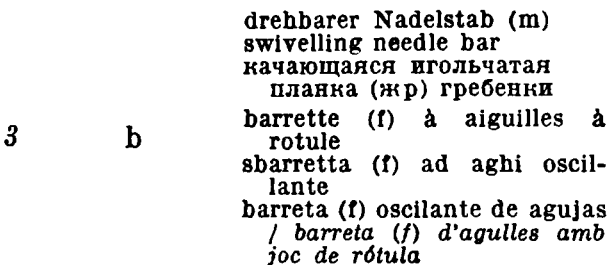 drehbarer Nadelstab (m)
swivelling needle bar
качающаяся игольчатая
планка (жр) гребенки
3 b barrette (f) à aiguilles à
rotule
sbarretta (f) ad aghi oscil-
lante
barreta (f) oscilante de agujas
/ barreta (f) d'agulles amb
joc de rótula